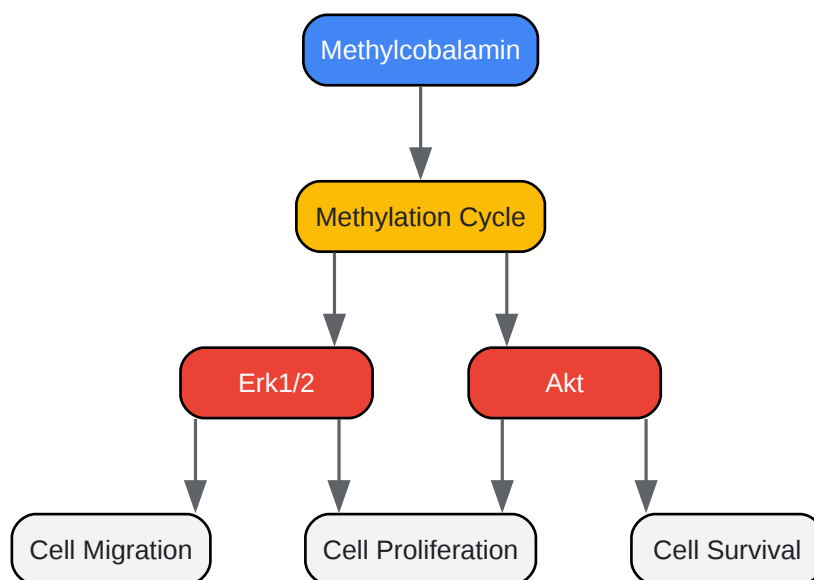 Methylcobalamin
Methylation Cycle
Erk1/2
Akt
Cell Migration
Cell Proliferation
Cell Survival